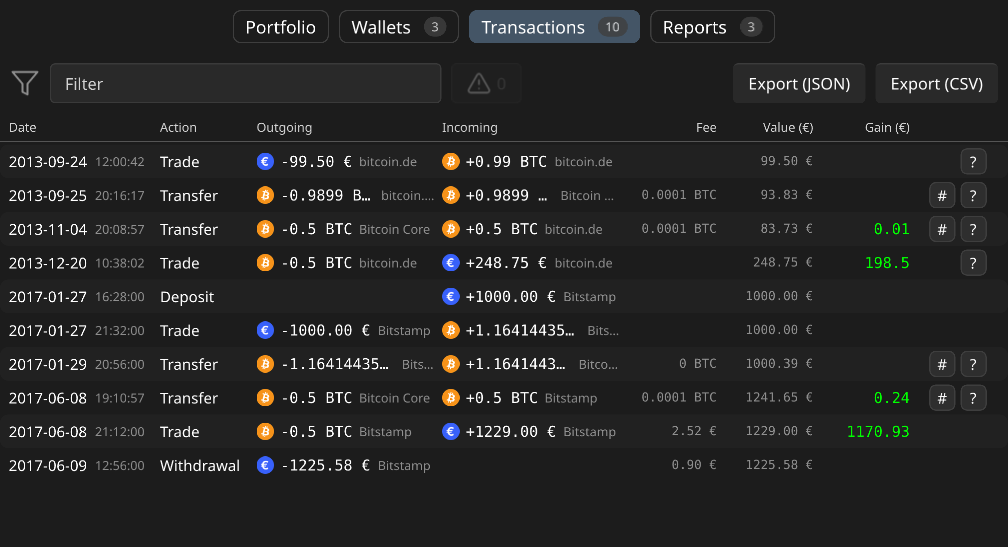 Portfolio Wallets 3 Transactions 10 Reports 3
Filter 0 Export (JSON) Export (CSV)
Date Action Outgoing Incoming Fee Value (€) Gain (€)
2013-09-24 12:00:42 Trade € -99.50 € bitcoin.de ₿ +0.99 BTC bitcoin.de 99.50 € ?
2013-09-25 20:16:17 Transfer ₿ -0.9899 B… bitcoin.… ₿ +0.9899 … Bitcoin … 0.0001 BTC 93.83 € # ?
2013-11-04 20:08:57 Transfer ₿ -0.5 BTC Bitcoin Core ₿ +0.5 BTC bitcoin.de 0.0001 BTC 83.73 € 0.01 # ?
2013-12-20 10:38:02 Trade ₿ -0.5 BTC bitcoin.de € +248.75 € bitcoin.de 248.75 € 198.5 ?
2017-01-27 16:28:00 Deposit € +1000.00 € Bitstamp 1000.00 €
2017-01-27 21:32:00 Trade € -1000.00 € Bitstamp ₿ +1.16414435… Bits… 1000.00 €
2017-01-29 20:56:00 Transfer ₿ -1.16414435… Bits… ₿ +1.1641443… Bitco… 0 BTC 1000.39 € # ?
2017-06-08 19:10:57 Transfer ₿ -0.5 BTC Bitcoin Core ₿ +0.5 BTC Bitstamp 0.0001 BTC 1241.65 € 0.24 # ?
2017-06-08 21:12:00 Trade ₿ -0.5 BTC Bitstamp € +1229.00 € Bitstamp 2.52 € 1229.00 € 1170.93
2017-06-09 12:56:00 Withdrawal € -1225.58 € Bitstamp 0.90 € 1225.58 €